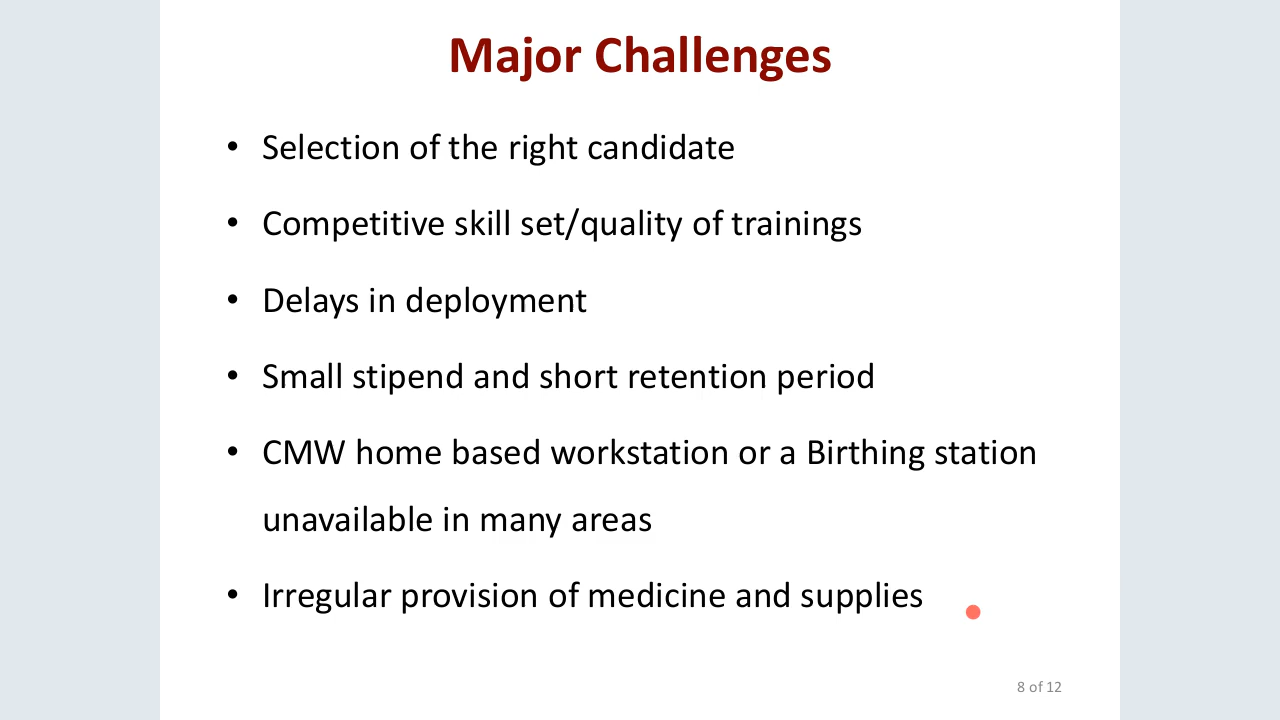 Major Challenges
• Selection of the right candidate
• Competitive skill set/quality of trainings
• Delays in deployment
• Small stipend and short retention period
• CMW home based workstation or a Birthing station
unavailable in many areas
• Irregular provision of medicine and supplies
8 of 12